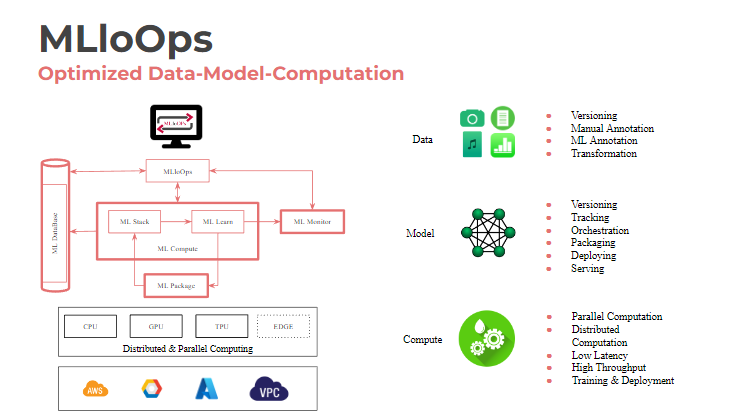 MLloOps
Optimized Data-Model-Computation
MLloOPs
MLloOps
ML DataBase
ML Stack
ML Learn
ML Monitor
ML Compute
ML Package
CPU
GPU
TPU
EDGE
Distributed & Parallel Computing
AWS
VPC
Data
Versioning
Manual Annotation
ML Annotation
Transformation
Model
Versioning
Tracking
Orchestration
Packaging
Deploying
Serving
Compute
Parallel Computation
Distributed
Computation
Low Latency
High Throughput
Training & Deployment